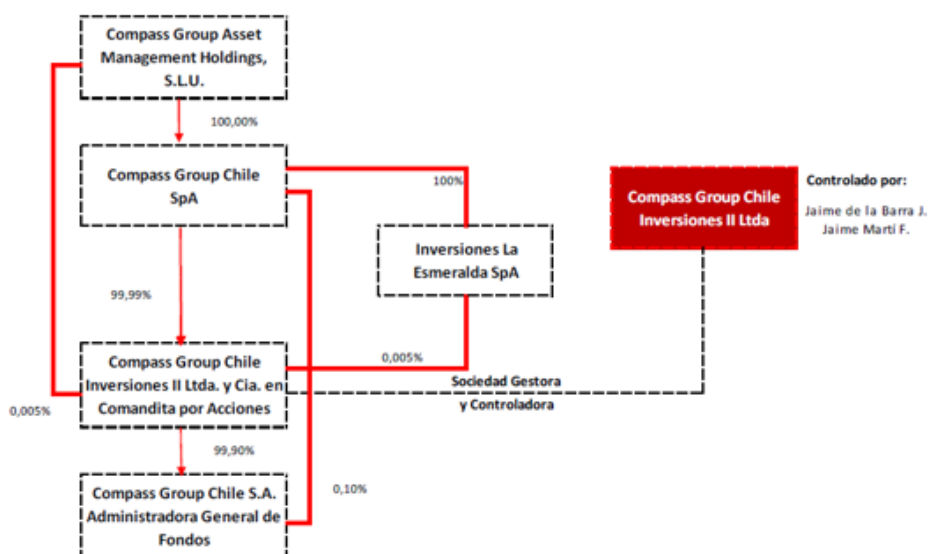 Compass Group Asset
Management Holdings,
S.L.U.
100,00%
Compass Group Chile
SpA
100%
Compass Group Chile
Inversiones II Ltda
Controlado por:
Jaime de la Barra J.
Jaime Martí F.
Inversiones La
Esmeralda SpA
99,99%
Compass Group Chile
Inversiones II Ltda. y Cia. en
Comandita por Acciones
0,005%
0,005%
Sociedad Gestora
y Controladora
99,90%
Compass Group Chile S.A.
Administradora General de
Fondos
0,10%